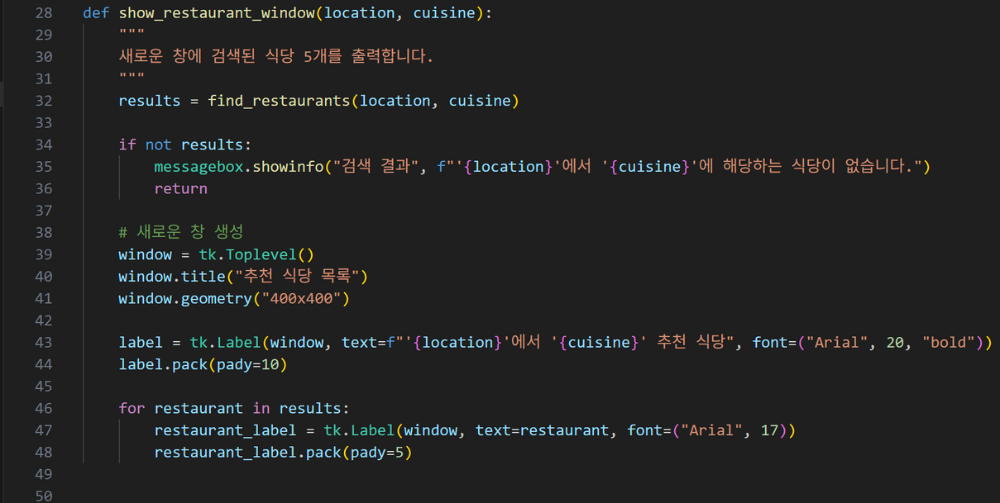 28 def show_restaurant_window(location, cuisine):
29     """
30     새로운 창에 검색된 식당 5개를 출력합니다.
31     """
32     results = find_restaurants(location, cuisine)
33
34     if not results:
35         messagebox.showinfo("검색 결과", f"'{location}'에서 '{cuisine}'에 해당하는 식당이 없습니다.")
36         return
37
38     # 새로운 창 생성
39     window = tk.Toplevel()
40     window.title("추천 식당 목록")
41     window.geometry("400x400")
42
43     label = tk.Label(window, text=f"'{location}'에서 '{cuisine}' 추천 식당", font=("Arial", 20, "bold"))
44     label.pack(pady=10)
45
46     for restaurant in results:
47         restaurant_label = tk.Label(window, text=restaurant, font=("Arial", 17))
48         restaurant_label.pack(pady=5)
49
50